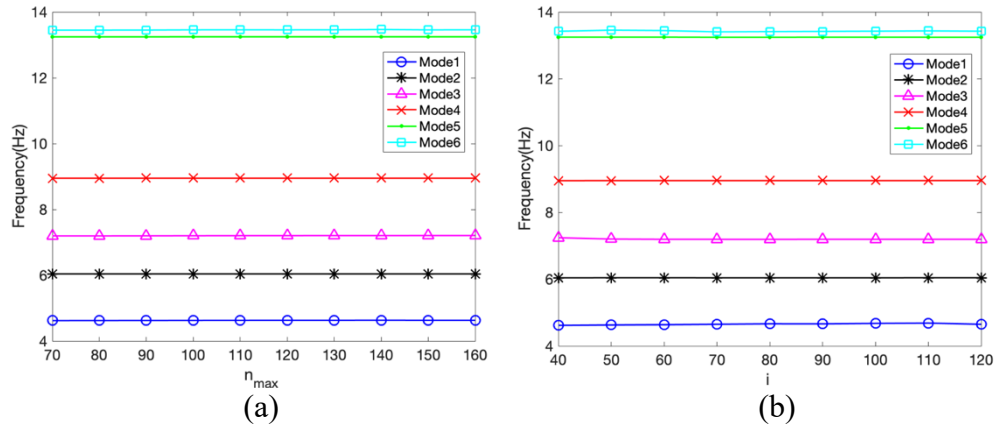 14
12
10
8
6
4
Frequency(Hz)
Mode1
Mode2
Mode3
Mode4
Mode5
Mode6
70 80 90 100 110 120 130 140 150 160
n_max
(a)
14
12
10
8
6
4
Frequency(Hz)
Mode1
Mode2
Mode3
Mode4
Mode5
Mode6
40 50 60 70 80 90 100 110 120
i
(b)